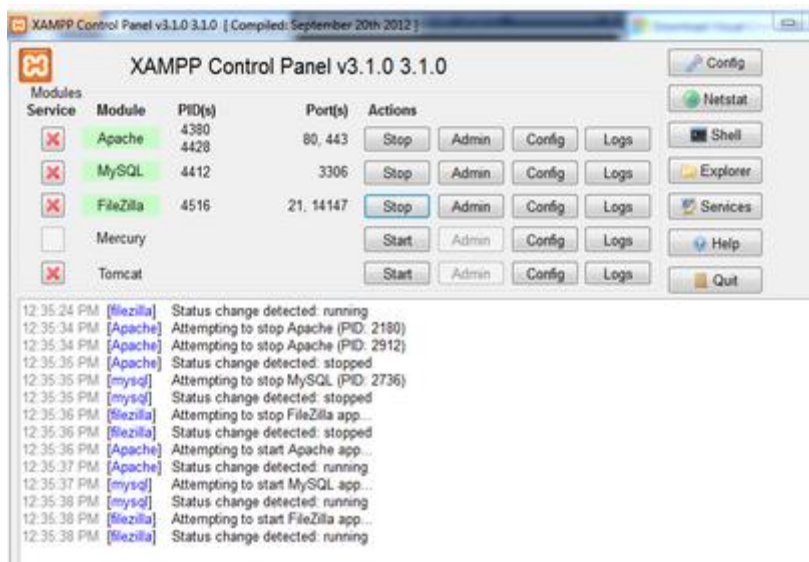 XAMPP Control Panel v3.1.0 3.1.0 [ Compiled: September 20th 2012 ]
XAMPP Control Panel v3.1.0 3.1.0
Config
Modules
Service Module PID(s) Port(s) Actions
Netstat
Apache 4380 4428 80, 443 Stop Admin Config Logs
Shell
MySQL 4412 3306 Stop Admin Config Logs
Explorer
FileZilla 4516 21, 14147 Stop Admin Config Logs
Services
Mercury Start Admin Config Logs
Help
Tomcat Start Admin Config Logs
Quit
12:35:24 PM [filezilla] Status change detected: running
12:35:34 PM [Apache] Attempting to stop Apache (PID: 2180)
12:35:34 PM [Apache] Attempting to stop Apache (PID: 2912)
12:35:35 PM [Apache] Status change detected: stopped
12:35:35 PM [mysql] Attempting to stop MySQL (PID: 2736)
12:35:35 PM [mysql] Status change detected: stopped
12:35:36 PM [filezilla] Attempting to stop FileZilla app...
12:35:36 PM [filezilla] Status change detected: stopped
12:35:36 PM [Apache] Attempting to start Apache app...
12:35:37 PM [Apache] Status change detected: running
12:35:37 PM [mysql] Attempting to start MySQL app...
12:35:38 PM [mysql] Status change detected: running
12:35:38 PM [filezilla] Attempting to start FileZilla app...
12:35:38 PM [filezilla] Status change detected: running